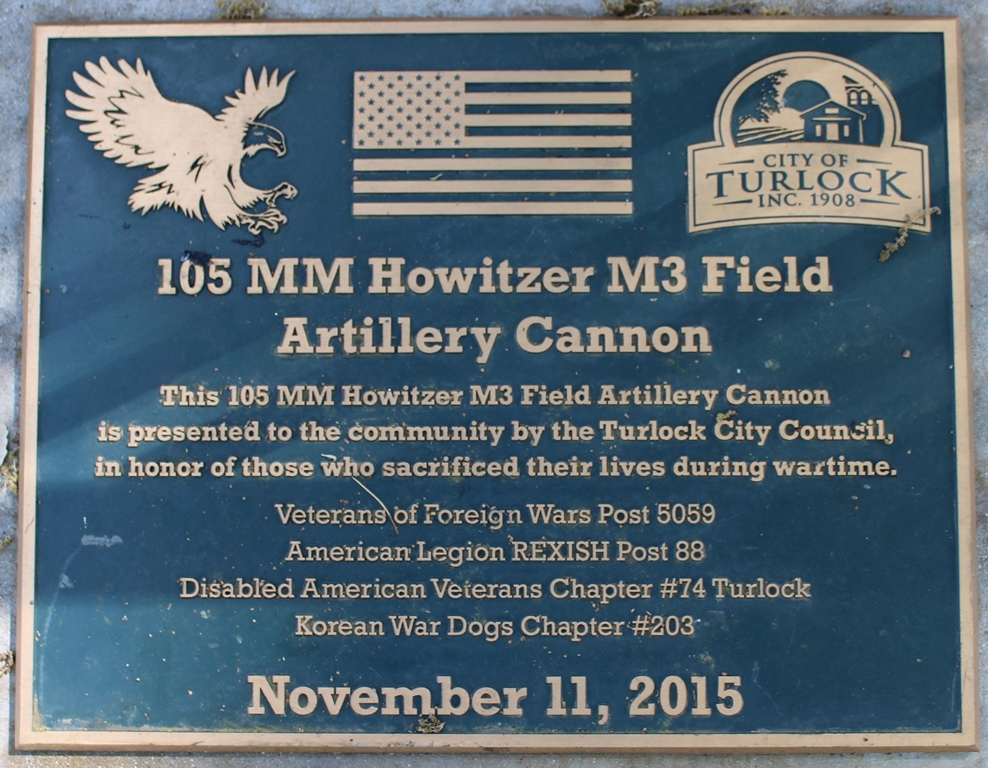 CITY OF
TURLOCK
INC. 1908
105 MM Howitzer M3 Field
Artillery Cannon
This 105 MM Howitzer M3 Field Artillery Cannon
is presented to the community by the Turlock City Council,
in honor of those who sacrificed their lives during wartime.
Veterans of Foreign Wars Post 5059
American Legion REXISH Post 88
Disabled American Veterans Chapter #74 Turlock
Korean War Dogs Chapter #203
November 11, 2015